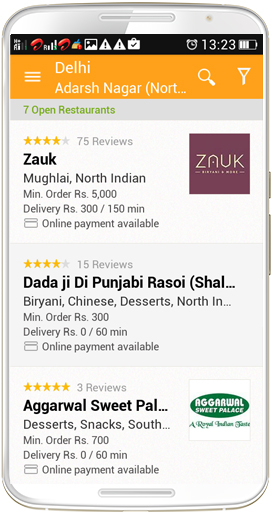 13:23
Delhi
Adarsh Nagar (Nort...
7 Open Restaurants
75 Reviews
Zauk
Mughlai, North Indian
Min. Order Rs. 5,000
Delivery Rs. 300 / 150 min
Online payment available
ZAUK
BIRYANI & MORE
15 Reviews
Dada ji Di Punjabi Rasoi (Shal...
Biryani, Chinese, Desserts, North In...
Min. Order Rs. 300
Delivery Rs. 0 / 60 min
Online payment available
3 Reviews
Aggarwal Sweet Pal...
Desserts, Snacks, South...
Min. Order Rs. 700
Delivery Rs. 0 / 60 min
Online payment available
AGGARWAL
SWEET PALACE
A Royal Indian Taste